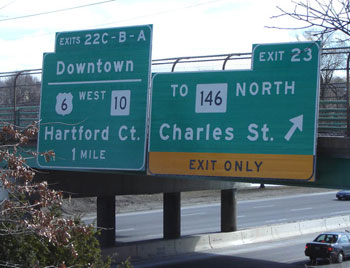 EXITS 22C-B-A
Downtown
6 WEST 10
Hartford Ct.
1 MILE
EXIT 23
TO 146 NORTH
Charles St.
EXIT ONLY